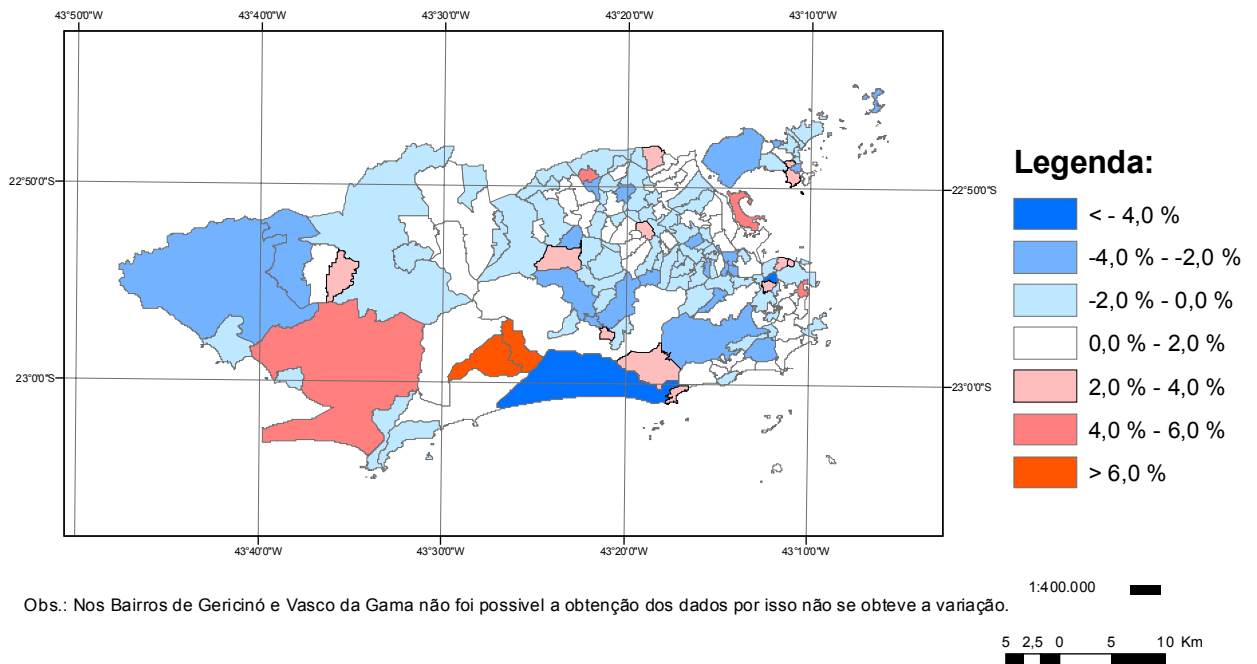 43°50'0"W 43°40'0"W 43°30'0"W 43°20'0"W 43°10'0"W
22°50'0"S 22°50'0"S
23°00'0"S 23°00'0"S
43°40'0"W 43°30'0"W 43°20'0"W 43°10'0"W
Legenda:
< - 4,0 %
-4,0 % - -2,0 %
-2,0 % - 0,0 %
0,0 % - 2,0 %
2,0 % - 4,0 %
4,0 % - 6,0 %
> 6,0 %
1:400.000
Obs.: Nos Bairros de Gericinó e Vasco da Gama não foi possivel a obtenção dos dados por isso não se obteve a variação.
5 2,5 0 5 10 Km